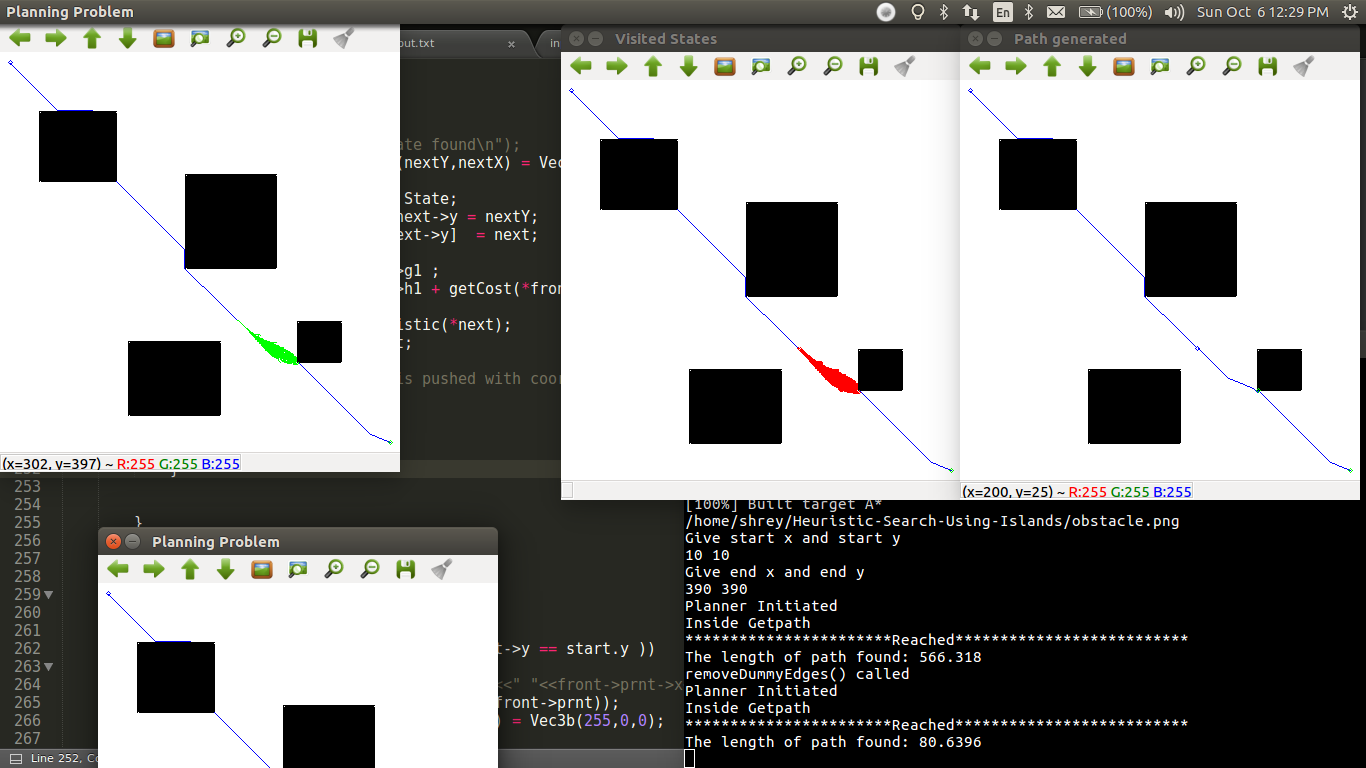 Planning Problem
En
(100%)
Sun Oct 6 12:29 PM
out.txt
x
in
Visited States
Path generated
ate found\n");
(nextY,nextX) = Vec
State;
next->y = nextY;
ext->y] = next;
>g1 ;
>h1 + getCost(*fron
istic(*next);
t;
is pushed with coor
(x=302, y=397) ~ R:255 G:255 B:255
(x=200, y=25) ~ R:255 G:255 B:255
252
}
253
254
255
}
256
257
258
259
260
261
262
t->y == start.y ))
263
264
<<" "<<front->prnt->x
265
front->prnt));
266
) = Vec3b(255,0,0);
267
Planning Problem
Line 252, Co
[100%] Built target A*
/home/shrey/Heuristic-Search-Using-Islands/obstacle.png
Give start x and start y
10 10
Give end x and end y
390 390
Planner Initiated
Inside Getpath
***********************Reached**************************
The length of path found: 566.318
removeDummyEdges() called
Planner Initiated
Inside Getpath
***********************Reached**************************
The length of path found: 80.6396